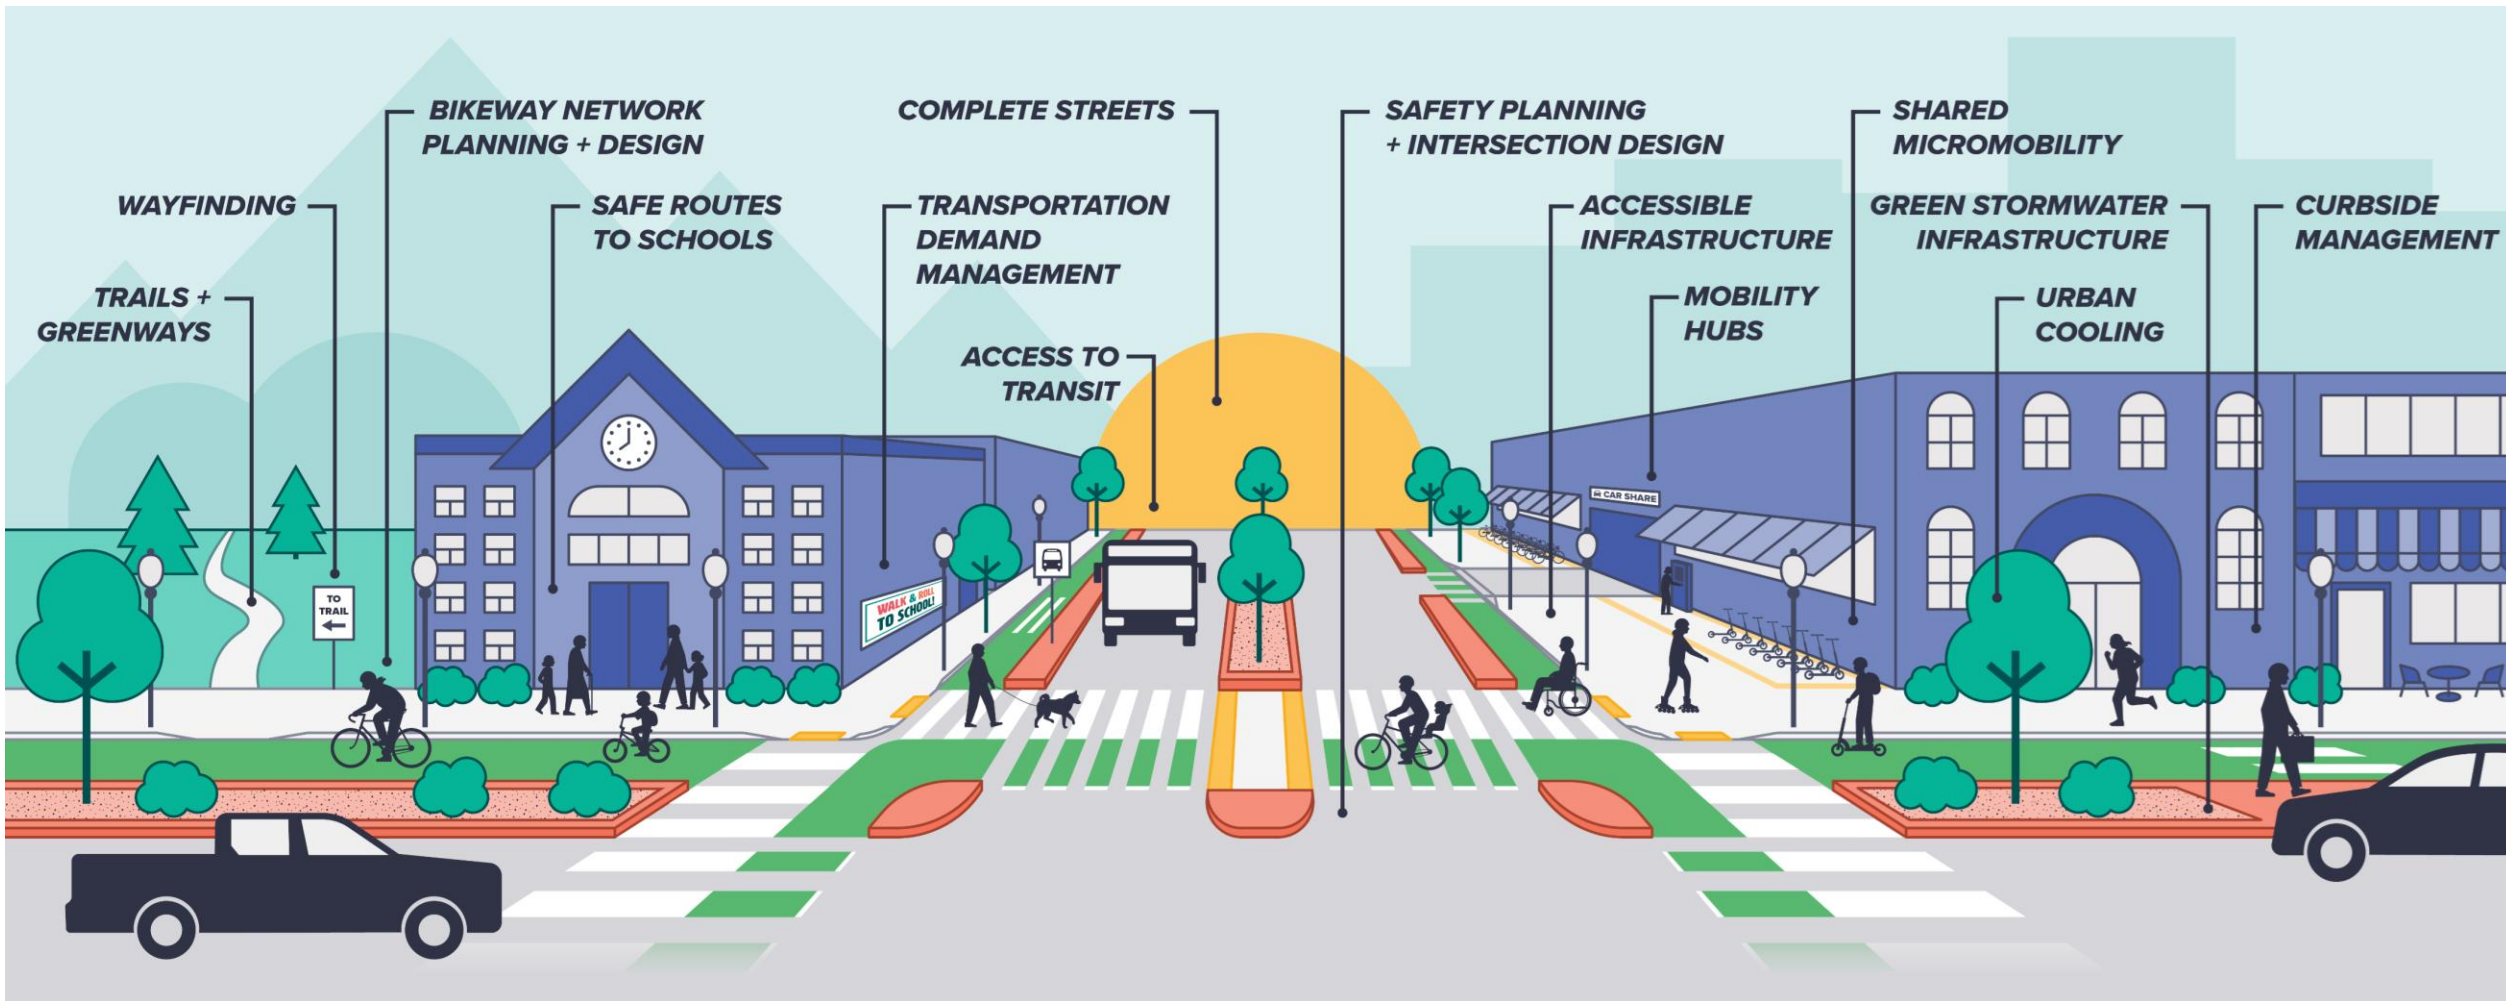 BIKEWAY NETWORK
PLANNING + DESIGN
COMPLETE STREETS
SAFETY PLANNING
+ INTERSECTION DESIGN
SHARED
MICROMOBILITY
WAYFINDING
SAFE ROUTES
TO SCHOOLS
TRANSPORTATION
DEMAND
MANAGEMENT
ACCESSIBLE
INFRASTRUCTURE
GREEN STORMWATER
INFRASTRUCTURE
CURBSIDE
MANAGEMENT
TRAILS +
GREENWAYS
MOBILITY
HUBS
URBAN
COOLING
ACCESS TO
TRANSIT
CAR SHARE
TO
TRAIL
WALK & ROLL
TO SCHOOL!